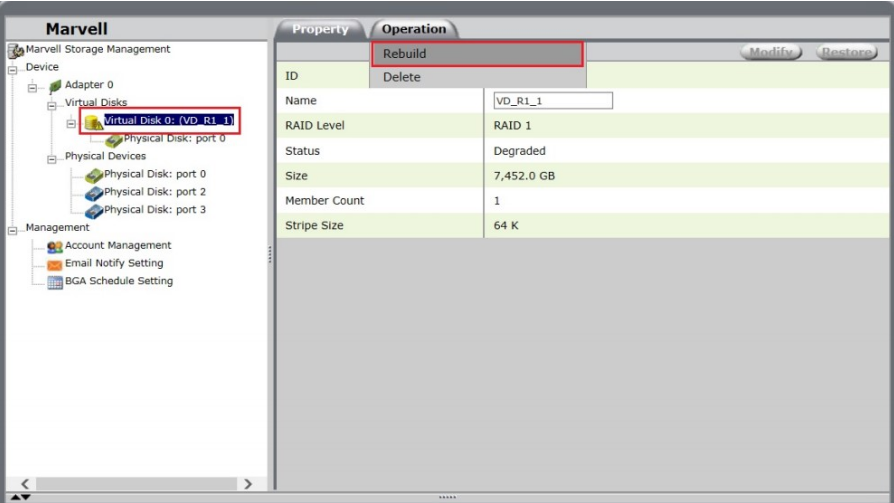 Marvell
Marvell Storage Management
Device
Adapter 0
Virtual Disks
Virtual Disk 0: (VD_R1_1)
Physical Disk: port 0
Physical Devices
Physical Disk: port 0
Physical Disk: port 2
Physical Disk: port 3
Management
Account Management
Email Notify Setting
BGA Schedule Setting
Property Operation
Rebuild
Delete
Modify Restore
ID
Name VD_R1_1
RAID Level RAID 1
Status Degraded
Size 7,452.0 GB
Member Count 1
Stripe Size 64 K